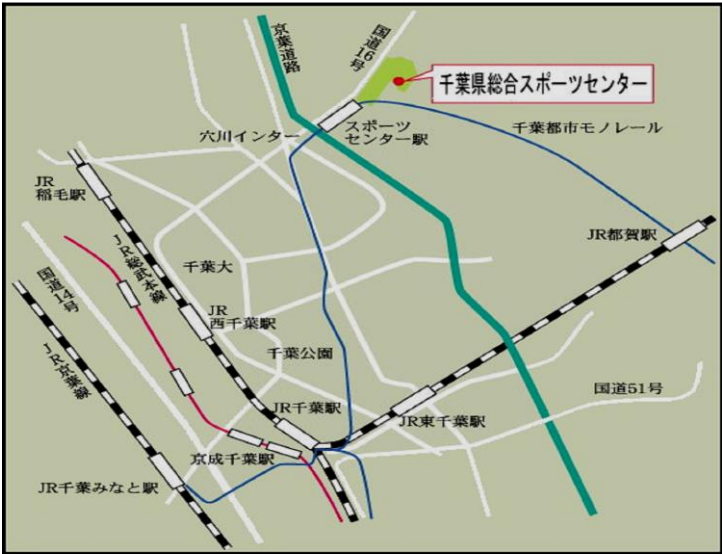 京葉道路
国道16号
千葉県総合スポーツセンター
穴川インター
スポーツ
センター駅
千葉都市モノレール
JR
稲毛駅
JR都賀駅
JR総武本線
千葉大
国道14号
JR
西千葉駅
JR京葉線
千葉公園
国道51号
JR千葉駅
JR東千葉駅
京成千葉駅
JR千葉みなと駅